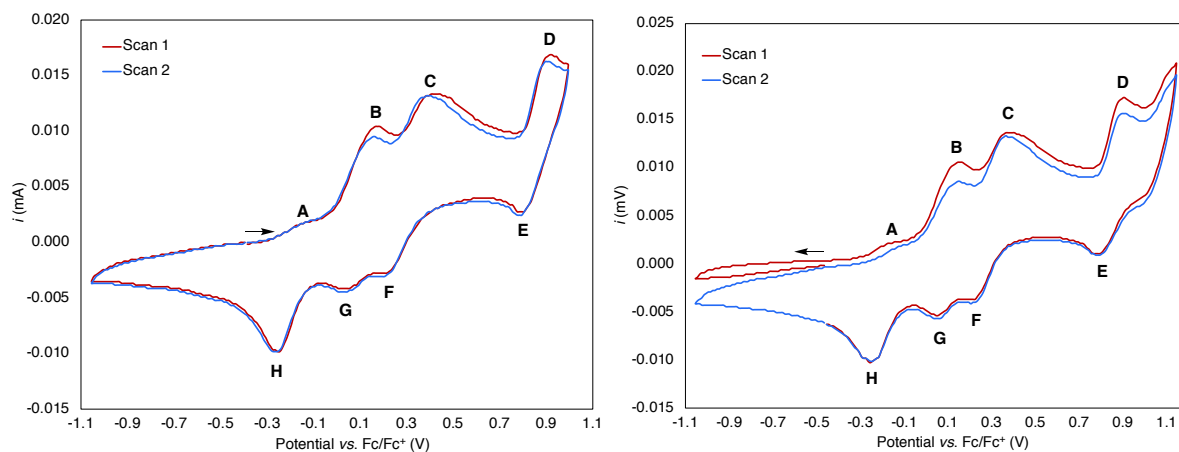 0.020
0.015
0.010
0.005
0.000
-0.005
-0.010
-0.015
i (mA)
Scan 1
Scan 2
A
B
C
D
E
F
G
H
-1.1 -0.9 -0.7 -0.5 -0.3 -0.1 0.1 0.3 0.5 0.7 0.9 1.1
Potential vs. Fc/Fc⁺ (V)
0.025
0.020
0.015
0.010
0.005
0.000
-0.005
-0.010
-0.015
i (mV)
Scan 1
Scan 2
A
B
C
D
E
F
G
H
-1.1 -0.9 -0.7 -0.5 -0.3 -0.1 0.1 0.3 0.5 0.7 0.9 1.1
Potential vs. Fc/Fc⁺ (V)